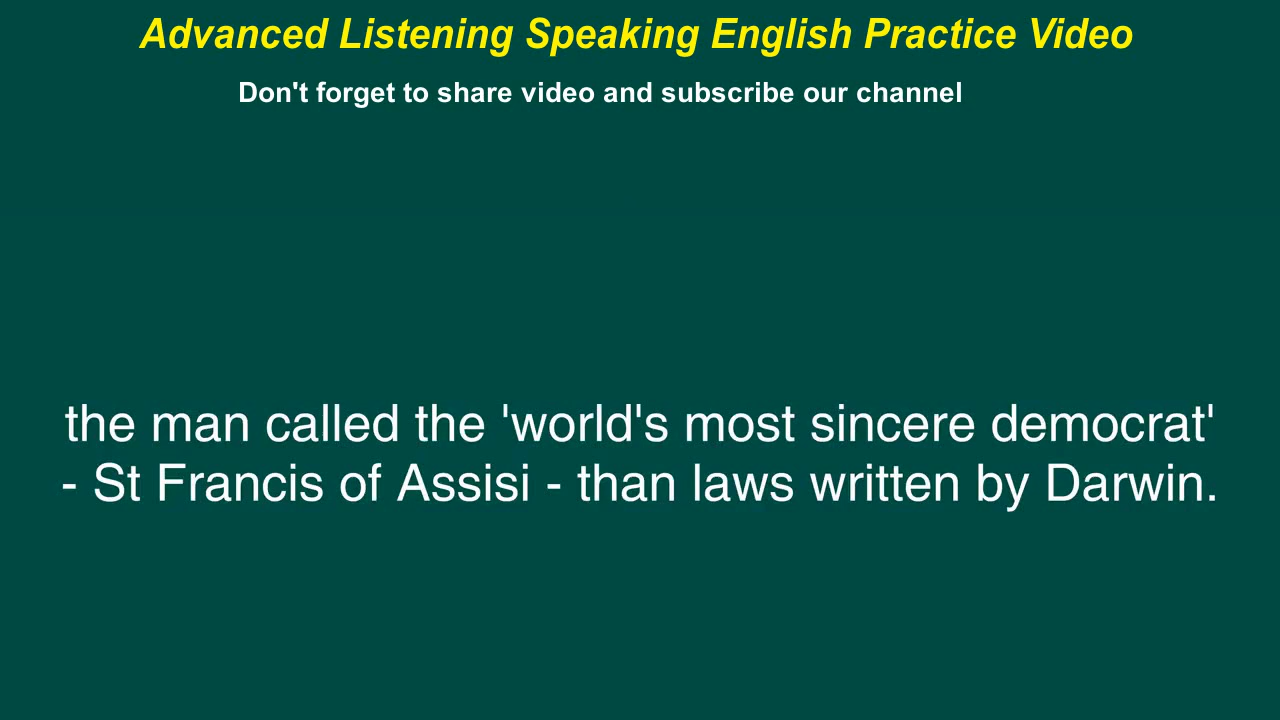 Advanced Listening Speaking English Practice Video
Don't forget to share video and subscribe our channel
the man called the 'world's most sincere democrat'
- St Francis of Assisi - than laws written by Darwin.